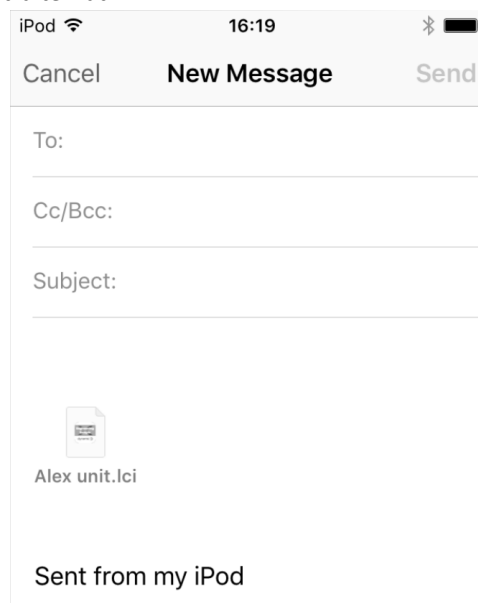 iPod 16:19
Cancel New Message Send
To:
Cc/Bcc:
Subject:
Alex unit.lci
Sent from my iPod